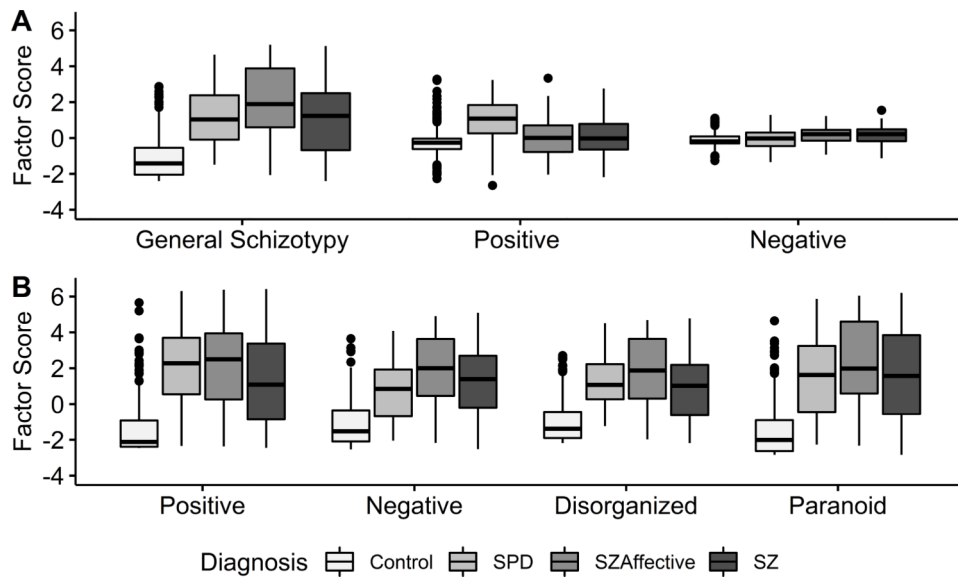 A
Factor Score
6
4
2
0
-2
-4
General Schizotypy Positive Negative
B
Factor Score
6
4
2
0
-2
-4
Positive Negative Disorganized Paranoid
Diagnosis Control SPD SZAffective SZ